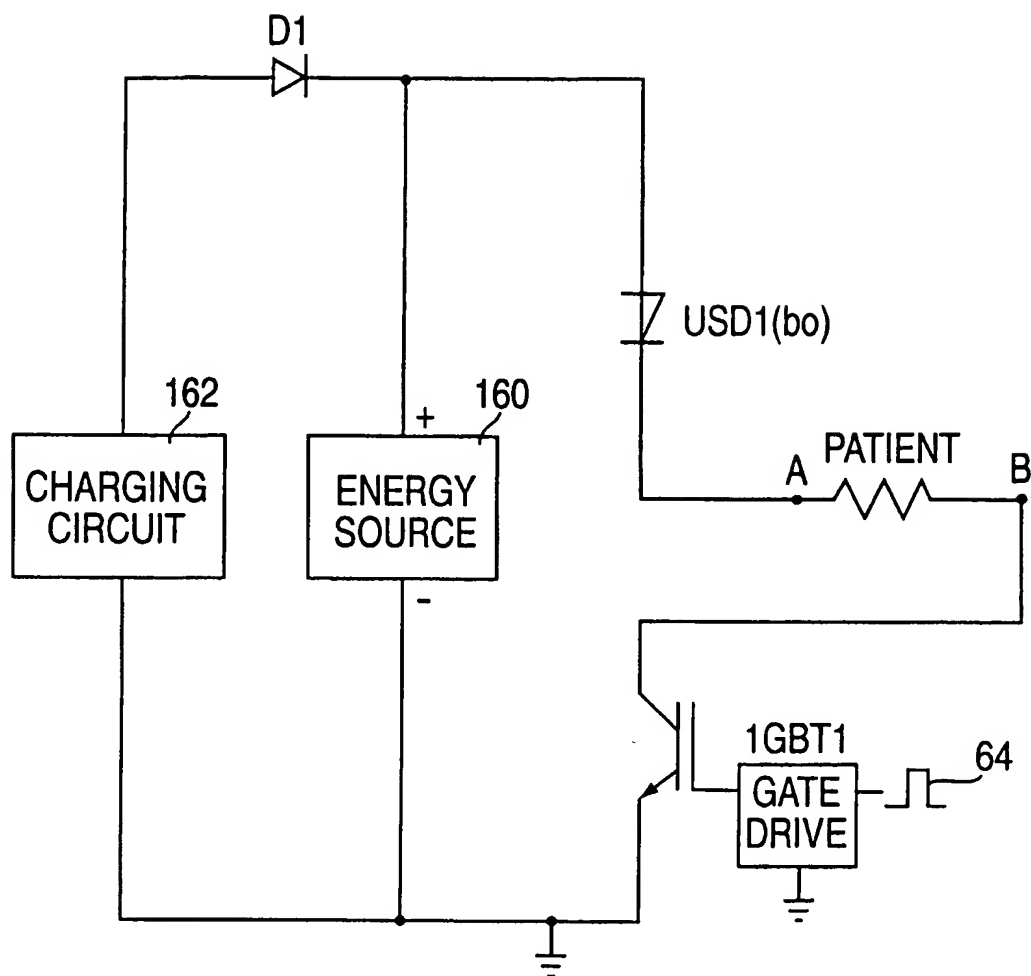 D1
USD1(bo)
162
160
+
CHARGING
CIRCUIT
ENERGY
SOURCE
-
PATIENT
A
B
1GBT1
64
GATE
DRIVE